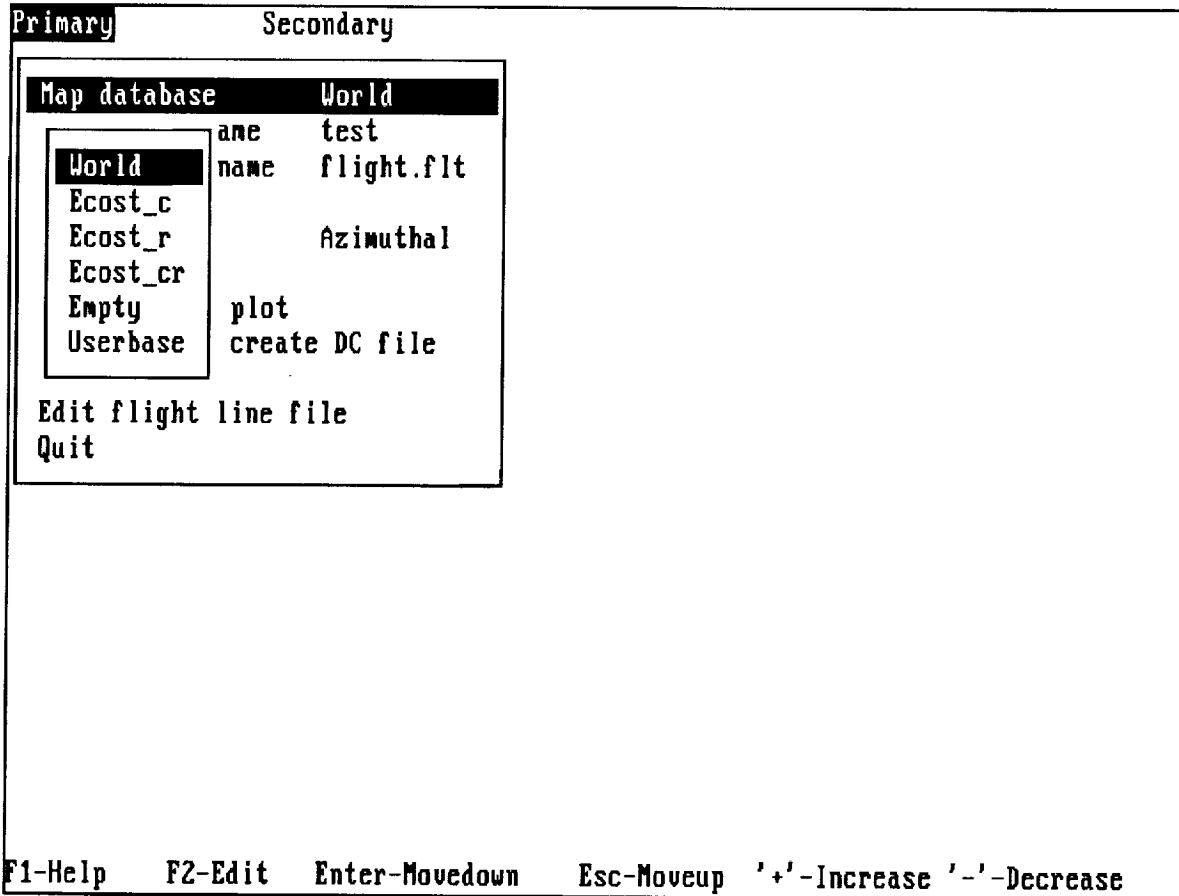 Primary Secondary
Map database World
ame test
World name flight.flt
Ecost_c
Ecost_r Azimuthal
Ecost_cr
Empty plot
Userbase create DC file
Edit flight line file
Quit
F1-Help F2-Edit Enter-Movedown Esc-Moveup '+'-Increase '-'-Decrease